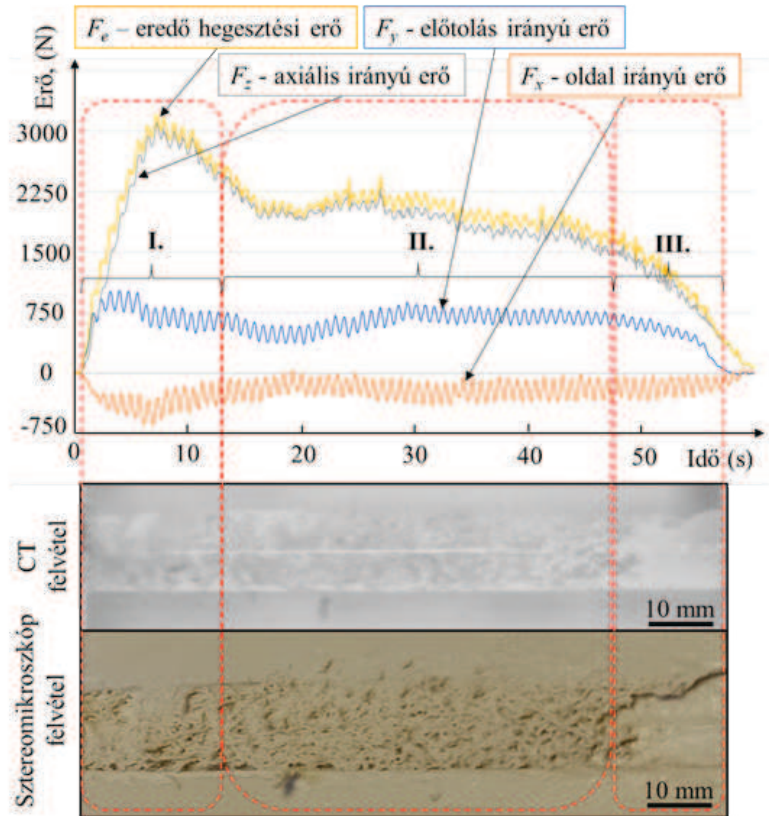 Fe – eredő hegesztési erő
Fy - előtolás irányú erő
Fz - axiális irányú erő
Fx - oldal irányú erő
Erő, (N)
3000
2250
1500
750
0
-750
I.
II.
III.
0
10
20
30
40
50
Idő (s)
CT
felvétel
10 mm
Sztereomikroszkóp
felvétel
10 mm